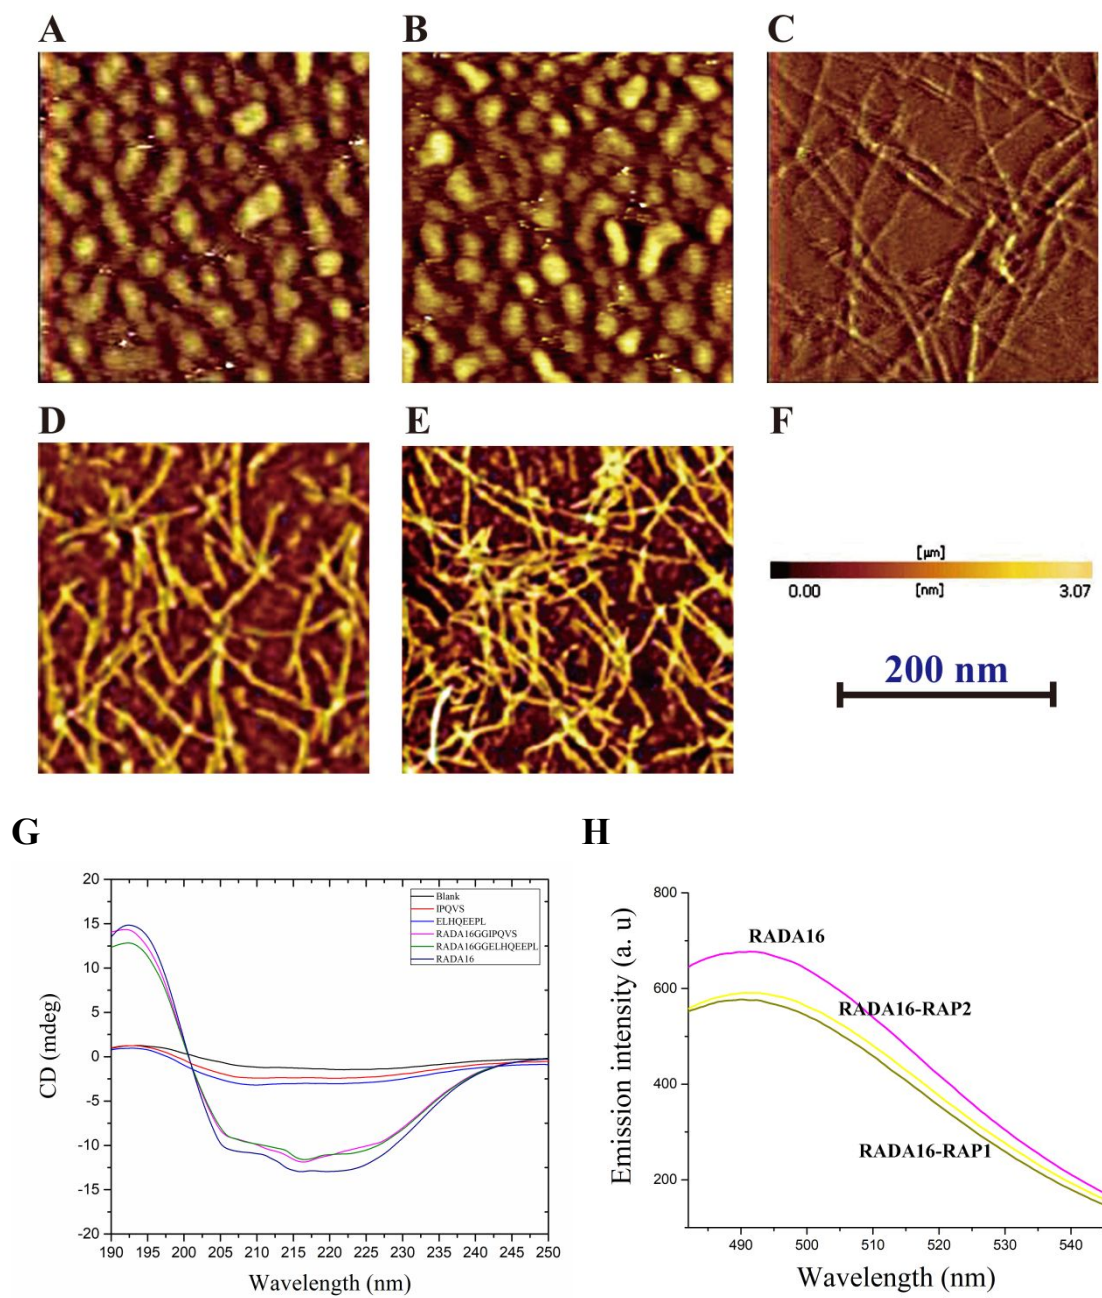 A
B
C
D
E
F
[µm]
0.00
[nm]
3.07
200 nm
G
H
20
15
10
5
0
-5
-10
-15
-20
CD (mdeg)
190 195 200 205 210 215 220 225 230 235 240 245 250
Wavelength (nm)
Blank
IPQVS
ELHQEEPL
RADA16GGIPQVS
RADA16GGELHQEEPL
RADA16
800
600
400
200
Emission intensity (a. u)
RADA16
RADA16-RAP2
RADA16-RAP1
490 500 510 520 530 540
Wavelength (nm)